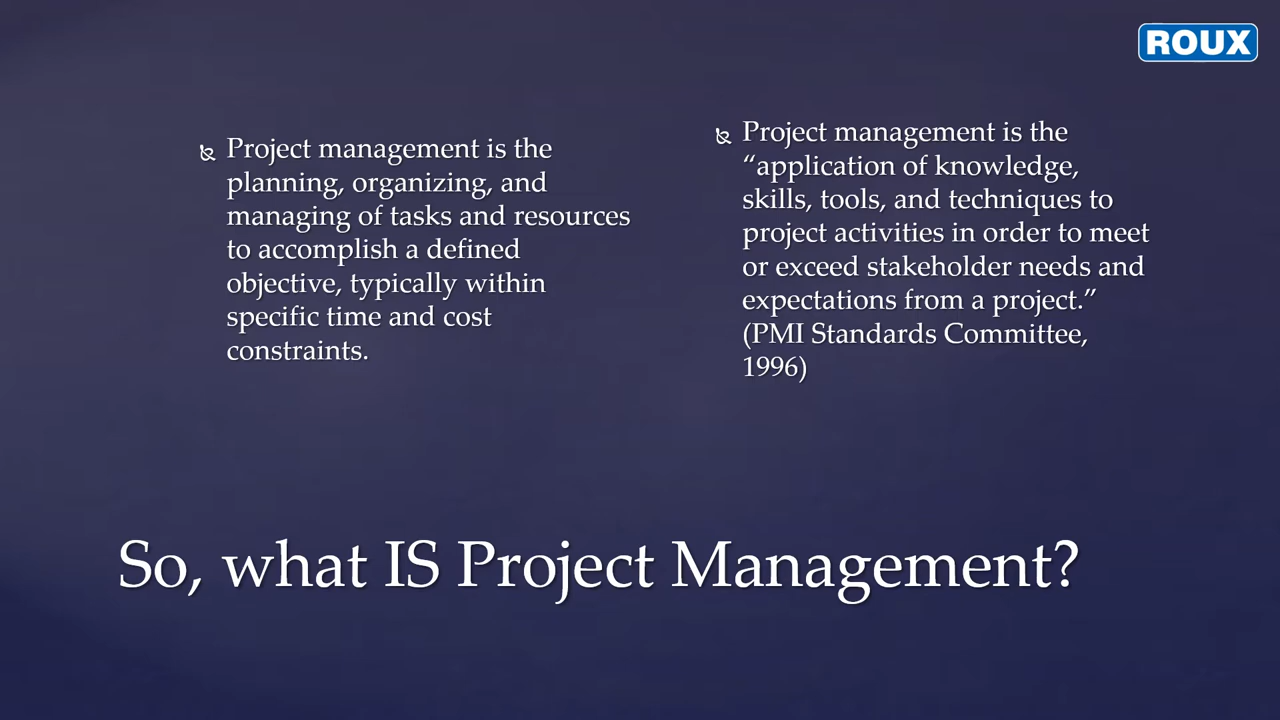 ROUX
Project management is the
planning, organizing, and
managing of tasks and resources
to accomplish a defined
objective, typically within
specific time and cost
constraints.
Project management is the
“application of knowledge,
skills, tools, and techniques to
project activities in order to meet
or exceed stakeholder needs and
expectations from a project.”
(PMI Standards Committee,
1996)
So, what IS Project Management?